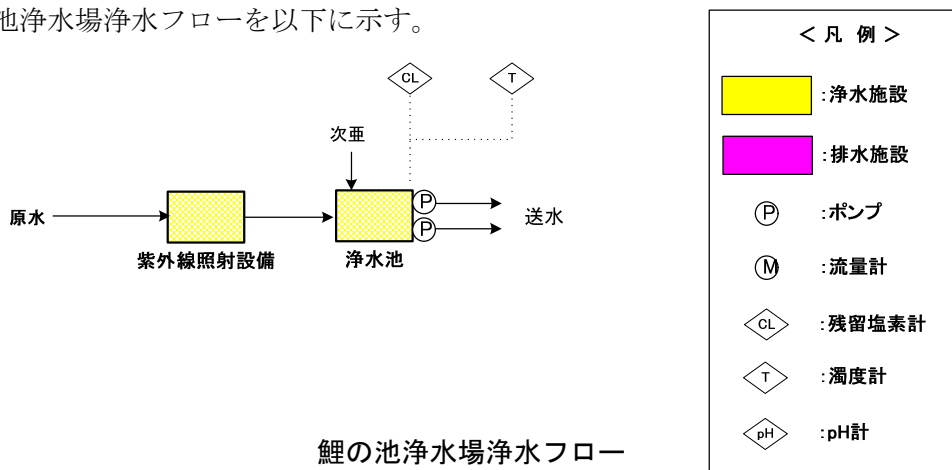 池浄水場浄水フローを以下に示す。
CL
T
次亜
原水
P
P
送水
紫外線照射設備
浄水池
鯉の池浄水場浄水フロー
＜凡 例＞
:浄水施設
:排水施設
P :ポンプ
M :流量計
CL :残留塩素計
T :濁度計
pH :pH計